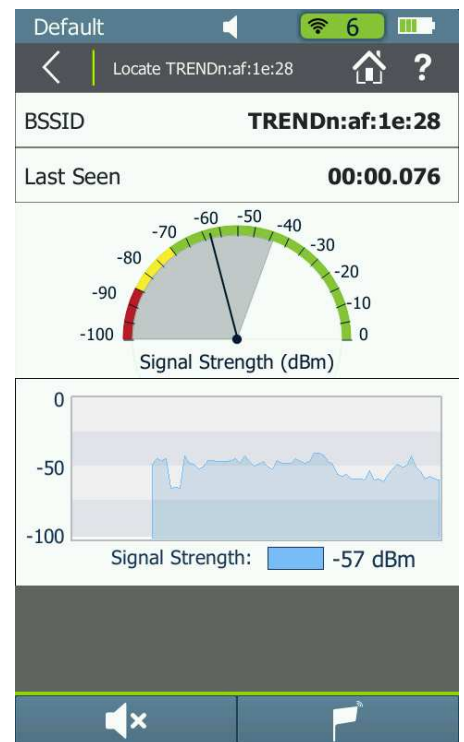 Default 6
Locate TRENDn:af:1e:28 ?
BSSID TRENDn:af:1e:28
Last Seen 00:00.076
-100 -90 -80 -70 -60 -50 -40 -30 -20 -10 0
Signal Strength (dBm)
0
-50
-100
Signal Strength: -57 dBm